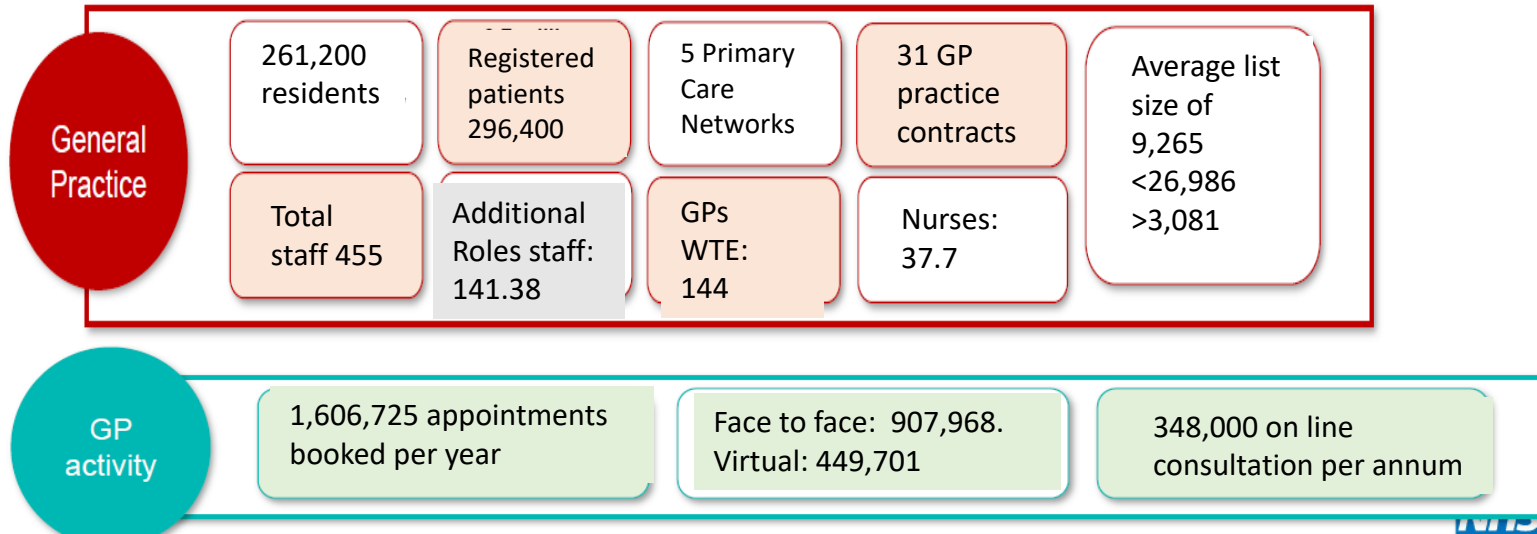 General
Practice
261,200
residents
Registered
patients
296,400
5 Primary
Care
Networks
31 GP
practice
contracts
Average list
size of
9,265
<26,986
>3,081
Total
staff 455
Additional
Roles staff:
141.38
GPs
WTE:
144
Nurses:
37.7
GP
activity
1,606,725 appointments
booked per year
Face to face: 907,968.
Virtual: 449,701
348,000 on line
consultation per annum
NHS